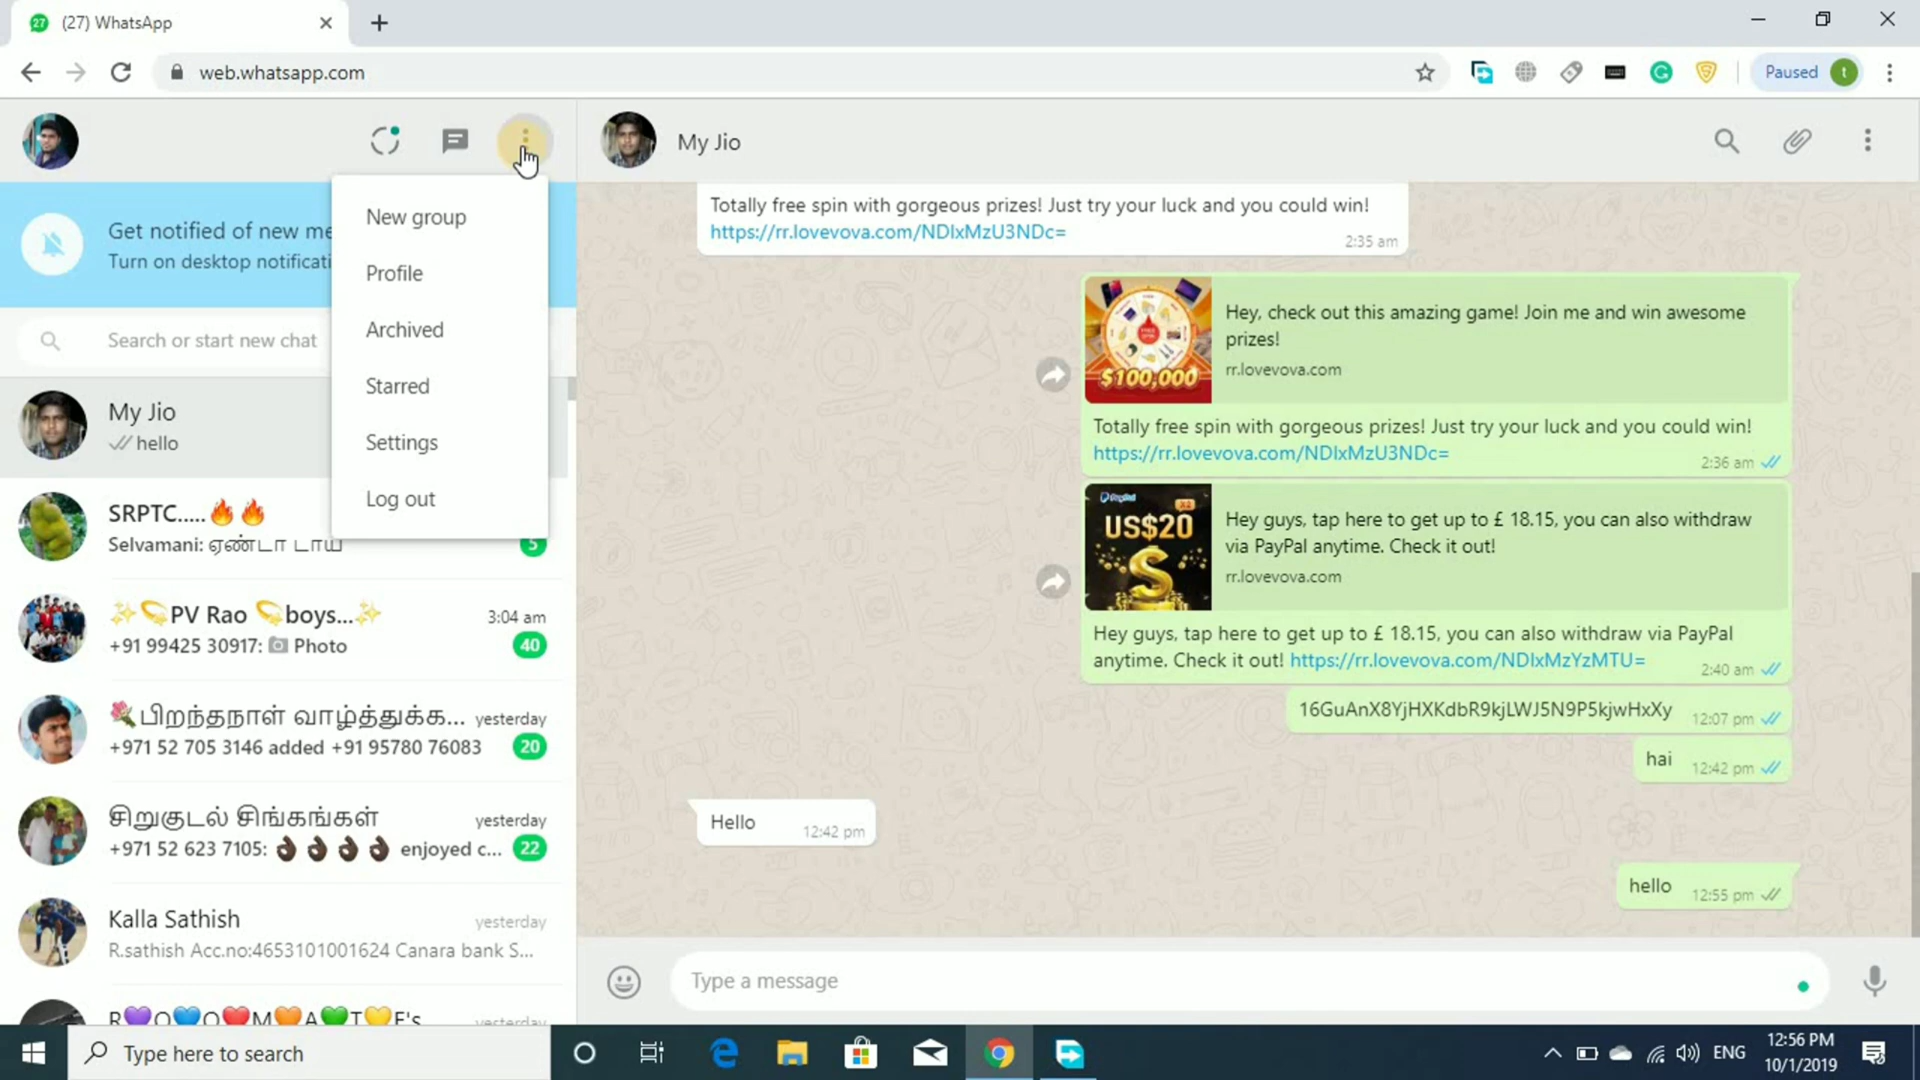 27 (27) WhatsApp
web.whatsapp.com
Paused t
My Jio
New group
Profile
Archived
Starred
Settings
Log out
Get notified of new me
Turn on desktop notificati
Search or start new chat
My Jio
hello
SRPTC.....🔥🔥
Selvamani: ஏண்டா டாய்
5
✨💫PV Rao 💫boys...✨ 3:04 am
+91 99425 30917: 📷 Photo 40
🌹பிறந்தநாள் வாழ்த்துக்க... yesterday
+971 52 705 3146 added +91 95780 76083 20
சிறுகுடல் சிங்கங்கள் yesterday
+971 52 623 7105: 👌🏿👌🏿👌🏿👌🏿 enjoyed c... 22
Kalla Sathish yesterday
R.sathish Acc.no:4653101001624 Canara bank S...
R💜O💙O❤️M🧡A💚T💛E's yesterday
Totally free spin with gorgeous prizes! Just try your luck and you could win!
https://rr.lovevova.com/NDIxMzU3NDc=
2:35 am
$100,000
Hey, check out this amazing game! Join me and win awesome
prizes!
rr.lovevova.com
Totally free spin with gorgeous prizes! Just try your luck and you could win!
https://rr.lovevova.com/NDIxMzU3NDc=
2:36 am
PayPal
X2
US$20
Hey guys, tap here to get up to £ 18.15, you can also withdraw
via PayPal anytime. Check it out!
rr.lovevova.com
Hey guys, tap here to get up to £ 18.15, you can also withdraw via PayPal
anytime. Check it out! https://rr.lovevova.com/NDIxMzYzMTU=
2:40 am
16GuAnX8YjHXKdbR9kjLWJ5N9P5kjwHxXy 12:07 pm
hai 12:42 pm
Hello 12:42 pm
hello 12:55 pm
Type a message
Type here to search
ENG
12:56 PM
10/1/2019